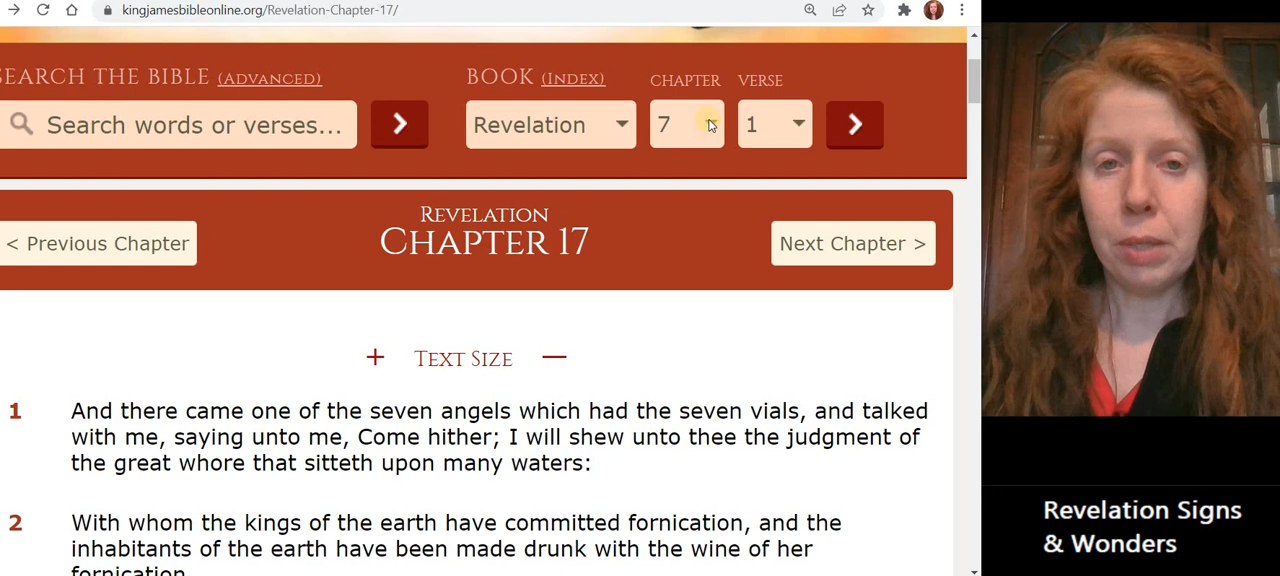 kingjamesbibleonline.org/Revelation-Chapter-17/
SEARCH THE BIBLE (ADVANCED)
BOOK (INDEX)
CHAPTER
VERSE
Search words or verses...
Revelation
7
1
REVELATION
CHAPTER 17
< Previous Chapter
Next Chapter >
+ TEXT SIZE —
1 And there came one of the seven angels which had the seven vials, and talked
with me, saying unto me, Come hither; I will shew unto thee the judgment of
the great whore that sitteth upon many waters:
2 With whom the kings of the earth have committed fornication, and the
inhabitants of the earth have been made drunk with the wine of her
fornication
Revelation Signs
& Wonders